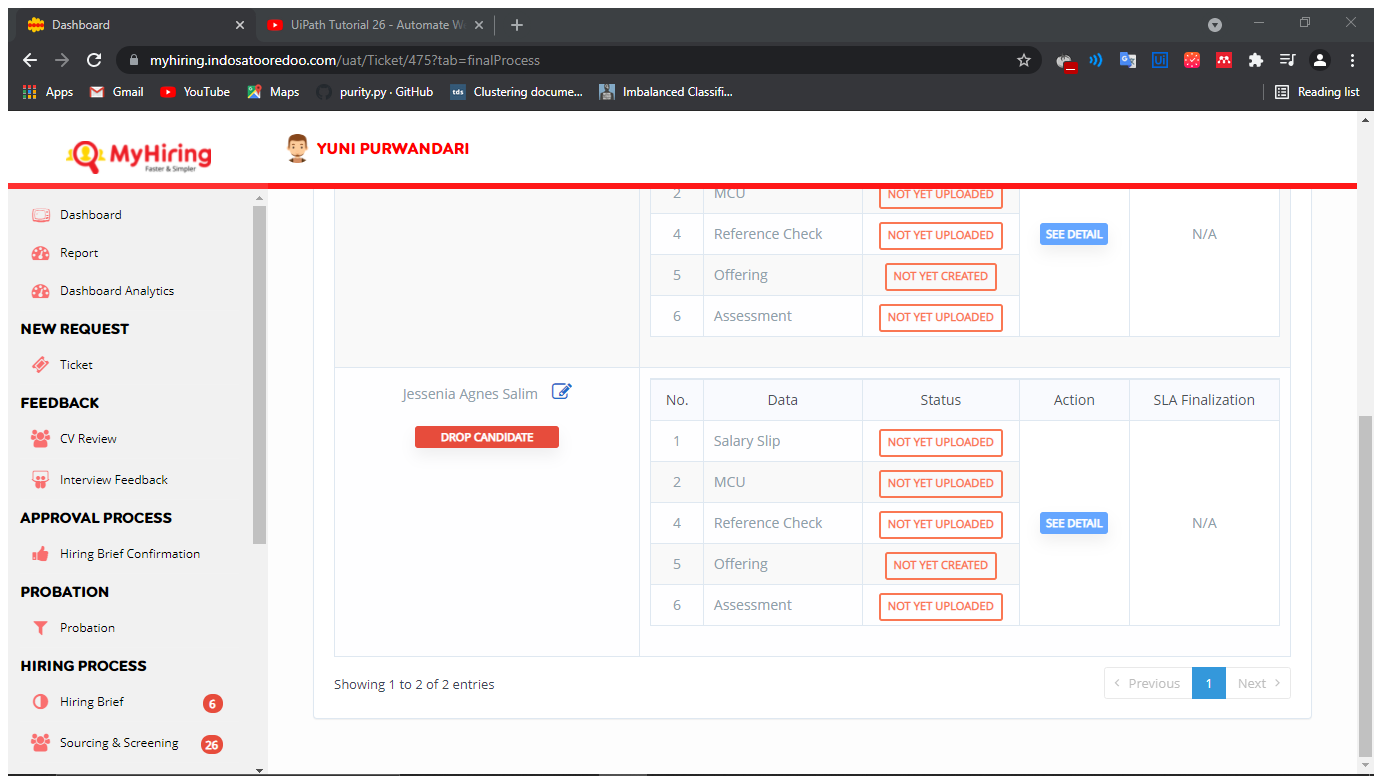 Dashboard
UiPath Tutorial 26 - Automate W
myhiring.indosatooredoo.com/uat/Ticket/475?tab=finalProcess
Apps
Gmail
YouTube
Maps
purity.py · GitHub
tds
Clustering docume...
Imbalanced Classifi...
Reading list
MyHiring
Faster & Simpler
YUNI PURWANDARI
Dashboard
Report
Dashboard Analytics
NEW REQUEST
Ticket
FEEDBACK
CV Review
Interview Feedback
APPROVAL PROCESS
Hiring Brief Confirmation
PROBATION
Probation
HIRING PROCESS
Hiring Brief 6
Sourcing & Screening 26
2 MCU NOT YET UPLOADED
4 Reference Check NOT YET UPLOADED SEE DETAIL N/A
5 Offering NOT YET CREATED
6 Assessment NOT YET UPLOADED
Jessenia Agnes Salim
DROP CANDIDATE
No. Data Status Action SLA Finalization
1 Salary Slip NOT YET UPLOADED
2 MCU NOT YET UPLOADED
4 Reference Check NOT YET UPLOADED SEE DETAIL N/A
5 Offering NOT YET CREATED
6 Assessment NOT YET UPLOADED
Showing 1 to 2 of 2 entries
Previous 1 Next